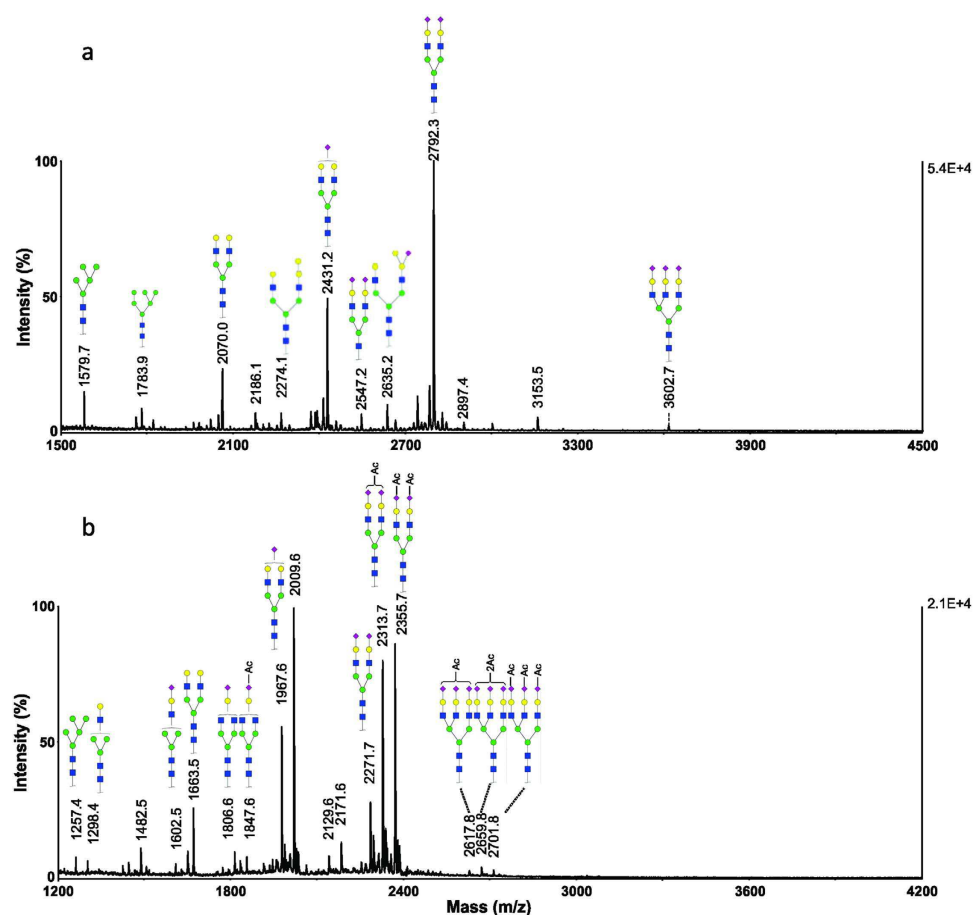 a
Intensity (%)
100
50
0
1579.7
1783.9
2070.0
2186.1
2274.1
2431.2
2547.2
2635.2
2792.3
2897.4
3153.5
3602.7
5.4E+4
1500
2100
2700
3300
3900
4500
b
Intensity (%)
100
50
0
1257.4
1298.4
1482.5
1602.5
1663.5
1806.6
Ac
1847.6
1967.6
2009.6
2129.6
2171.6
2271.7
Ac
2313.7
Ac
Ac
2355.7
Ac
2Ac
Ac
Ac
Ac
2617.8
2659.8
2701.8
2.1E+4
1200
1800
2400
3000
3600
4200
Mass (m/z)